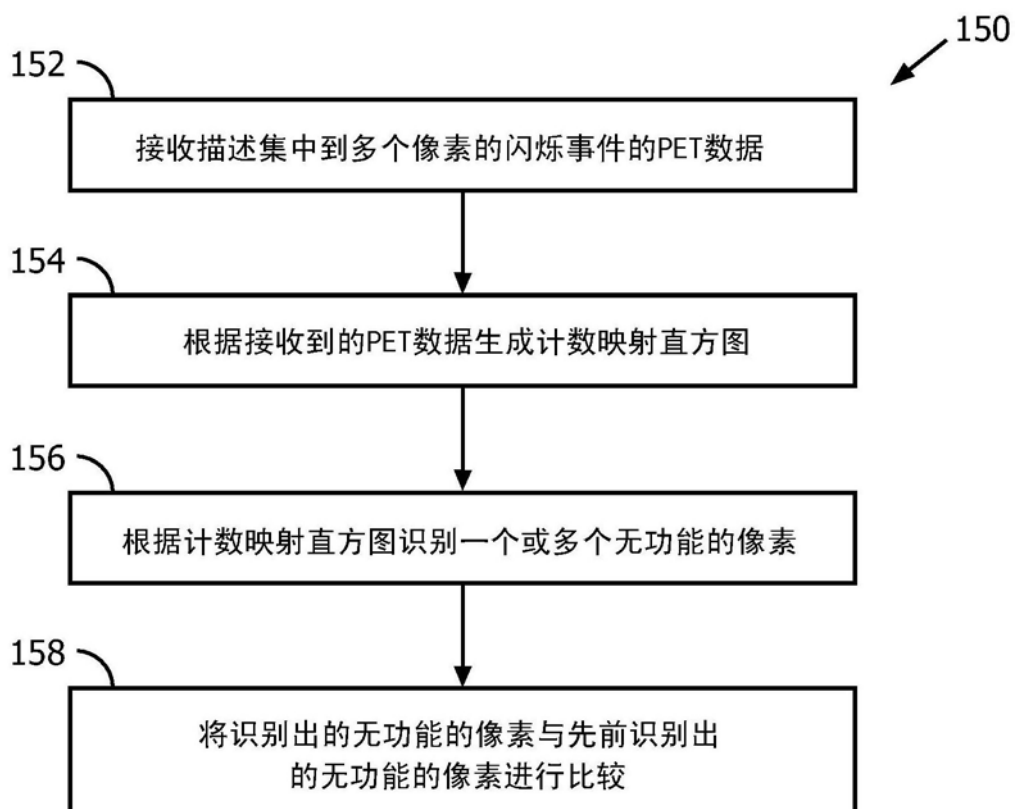 150
152
接收描述集中到多个像素的闪烁事件的PET数据
154
根据接收到的PET数据生成计数映射直方图
156
根据计数映射直方图识别一个或多个无功能的像素
158
将识别出的无功能的像素与先前识别出
的无功能的像素进行比较